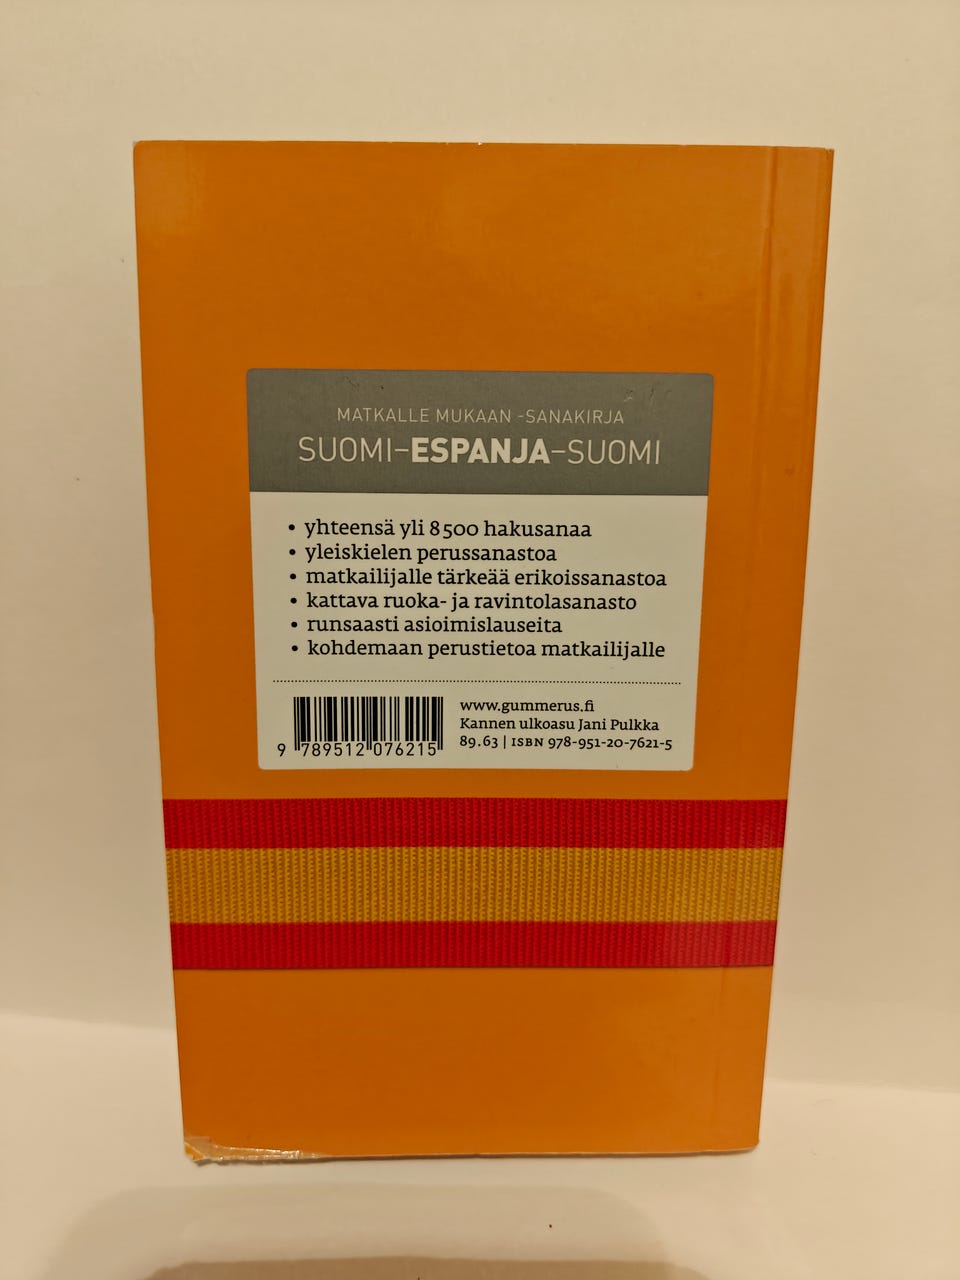 MATKALLE MUKAAN -SANAKIRJA
SUOMI–ESPANJA–SUOMI
• yhteensä yli 8 500 hakusanaa
• yleiskielen perussanastoa
• matkailijalle tärkeää erikoissanastoa
• kattava ruoka- ja ravintolasanasto
• runsaasti asioimislauseita
• kohdemaan perustietoa matkailijalle
www.gummerus.fi
Kannen ulkoasu Jani Pulkka
89.63 | ISBN 978-951-20-7621-5
9 789512 076215